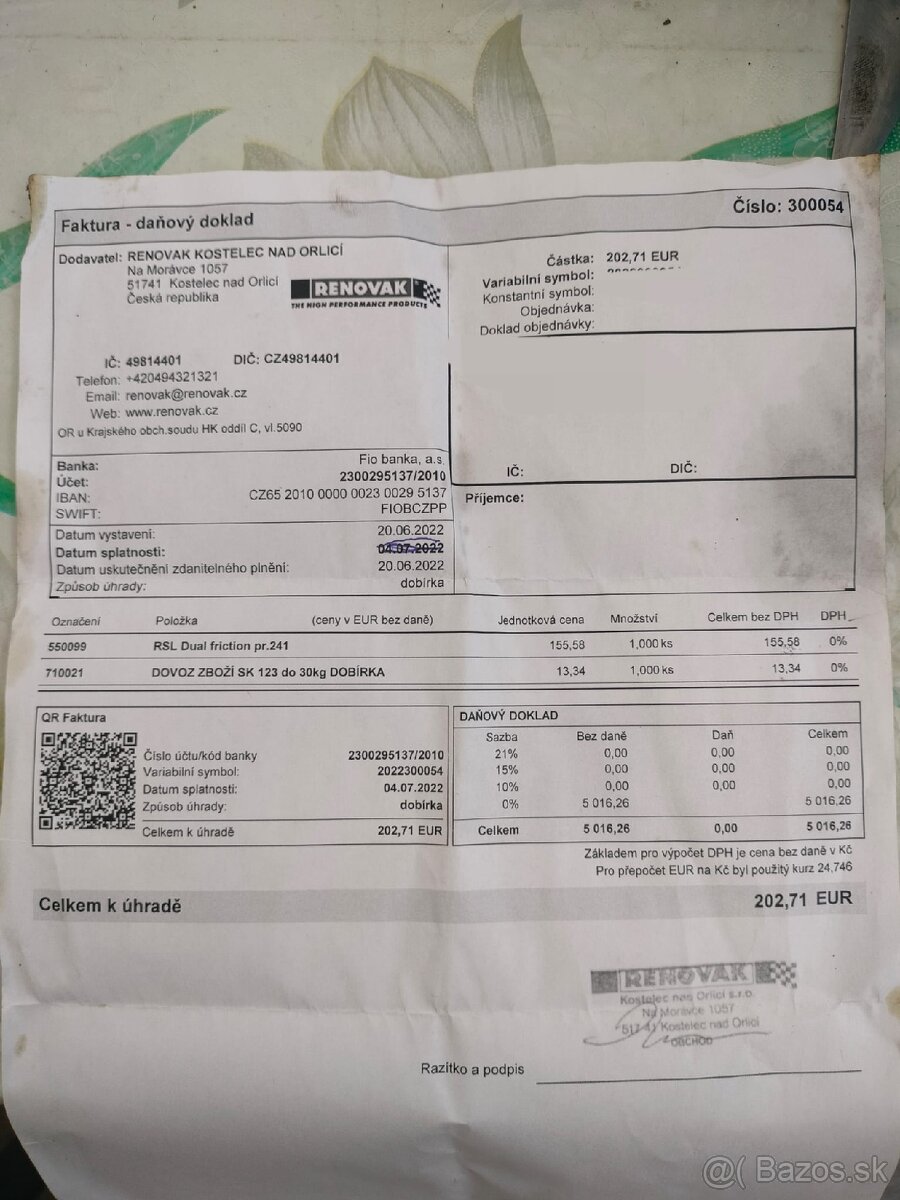 Faktura - daňový doklad
Číslo: 300054
Dodavatel: RENOVAK KOSTELEC NAD ORLICÍ
Na Morávce 1057
51741 Kostelec nad Orlicí
Česká republika
RENOVAK
THE HIGH PERFORMANCE PRODUCTS
IČ: 49814401 DIČ: CZ49814401
Telefon: +420494321321
Email: renovak@renovak.cz
Web: www.renovak.cz
OR u Krajského obch.soudu HK oddíl C, vl.5090
Částka: 202,71 EUR
Variabilní symbol:
Konstantní symbol:
Objednávka:
Doklad objednávky:
IČ: DIČ:
Příjemce:
Banka: Fio banka, a.s.
Účet: 2300295137/2010
IBAN: CZ65 2010 0000 0023 0029 5137
SWIFT: FIOBCZPP
Datum vystavení: 20.06.2022
Datum splatnosti: 04.07.2022
Datum uskutečnění zdanitelného plnění: 20.06.2022
Způsob úhrady: dobírka
Označení Položka (ceny v EUR bez daně) Jednotková cena Množství Celkem bez DPH DPH
550099 RSL Dual friction pr.241 155,58 1,000 ks 155,58 0%
710021 DOVOZ ZBOŽÍ SK 123 do 30kg DOBÍRKA 13,34 1,000 ks 13,34 0%
QR Faktura
Číslo účtu/kód banky 2300295137/2010
Variabilní symbol: 2022300054
Datum splatnosti: 04.07.2022
Způsob úhrady: dobírka
Celkem k úhradě 202,71 EUR
DAŇOVÝ DOKLAD
Sazba Bez daně Daň Celkem
21% 0,00 0,00 0,00
15% 0,00 0,00 0,00
10% 0,00 0,00 0,00
0% 5 016,26 5 016,26
Celkem 5 016,26 0,00 5 016,26
Základem pro výpočet DPH je cena bez daně v Kč
Pro přepočet EUR na Kč byl použitý kurz 24,746
Celkem k úhradě 202,71 EUR
RENOVAK
Kostelec nad Orlicí s.r.o.
Na Morávce 1057
517 41 Kostelec nad Orlicí
OBCHOD
Razítko a podpis
@( Bazos.sk